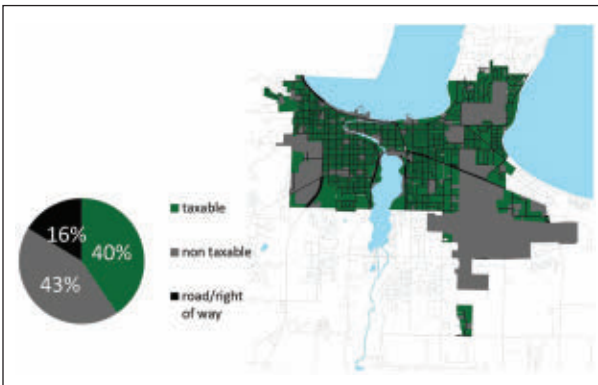 16%
40%
43%
taxable
non taxable
road/right
of way